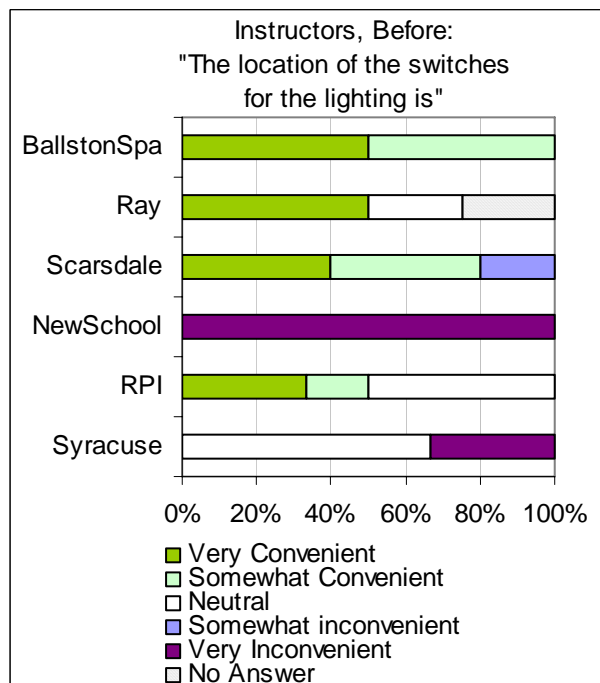 Instructors, Before:
"The location of the switches
for the lighting is"
BallstonSpa
Ray
Scarsdale
NewSchool
RPI
Syracuse
0% 20% 40% 60% 80% 100%
Very Convenient
Somewhat Convenient
Neutral
Somewhat inconvenient
Very Inconvenient
No Answer